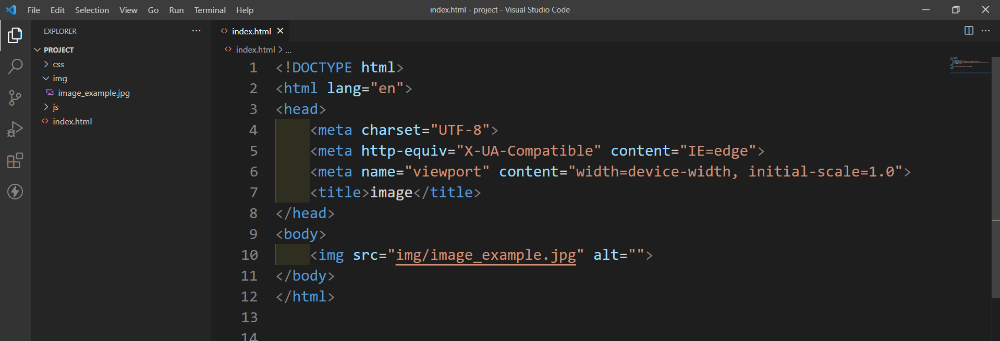 File Edit Selection View Go Run Terminal Help index.html - project - Visual Studio Code
EXPLORER
PROJECT
css
img
image_example.jpg
js
index.html
index.html
index.html > ...
1 <!DOCTYPE html>
2 <html lang="en">
3 <head>
4 <meta charset="UTF-8">
5 <meta http-equiv="X-UA-Compatible" content="IE=edge">
6 <meta name="viewport" content="width=device-width, initial-scale=1.0">
7 <title>image</title>
8 </head>
9 <body>
10 <img src="img/image_example.jpg" alt="">
11 </body>
12 </html>
13
14